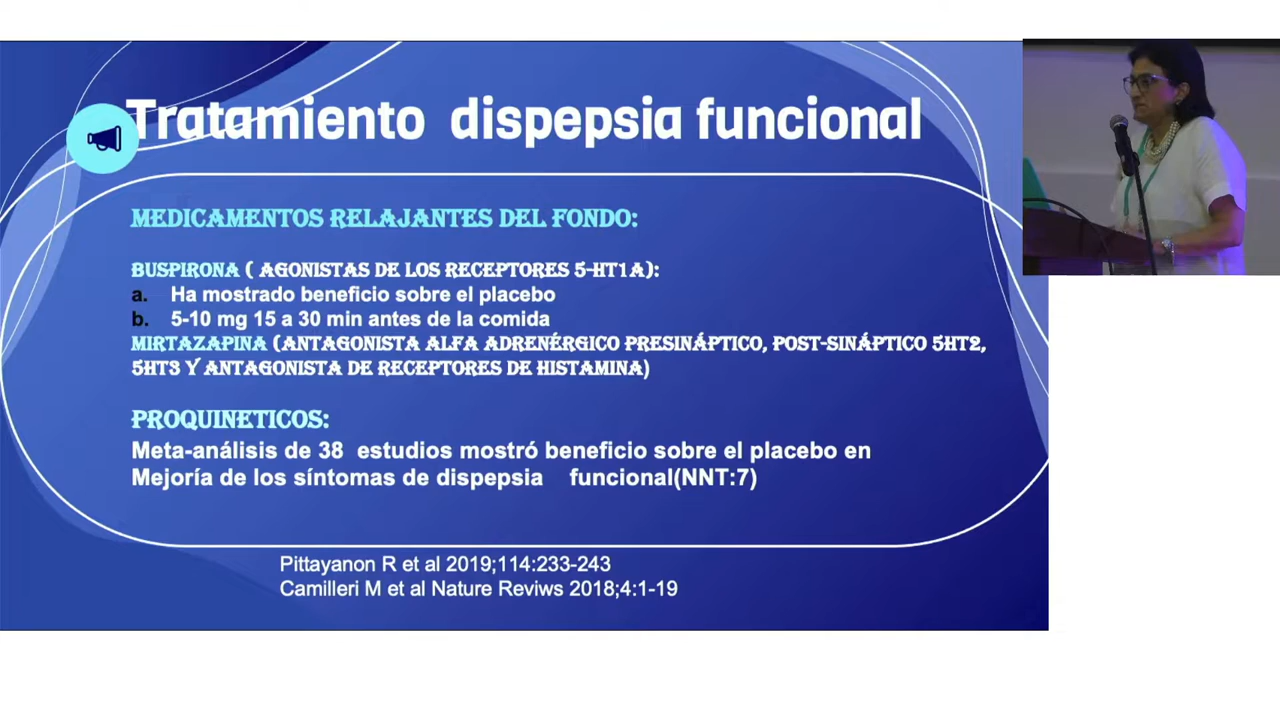 Tratamiento dispepsia funcional
MEDICAMENTOS RELAJANTES DEL FONDO:
BUSPIRONA ( AGONISTAS DE LOS RECEPTORES 5-HT1A):
a. Ha mostrado beneficio sobre el placebo
b. 5-10 mg 15 a 30 min antes de la comida
MIRTAZAPINA (ANTAGONISTA ALFA ADRENÉRGICO PRESINÁPTICO, POST-SINÁPTICO 5HT2,
5HT3 Y ANTAGONISTA DE RECEPTORES DE HISTAMINA)
PROQUINETICOS:
Meta-análisis de 38 estudios mostró beneficio sobre el placebo en
Mejoría de los síntomas de dispepsia funcional(NNT:7)
Pittayanon R et al 2019;114:233-243
Camilleri M et al Nature Reviws 2018;4:1-19